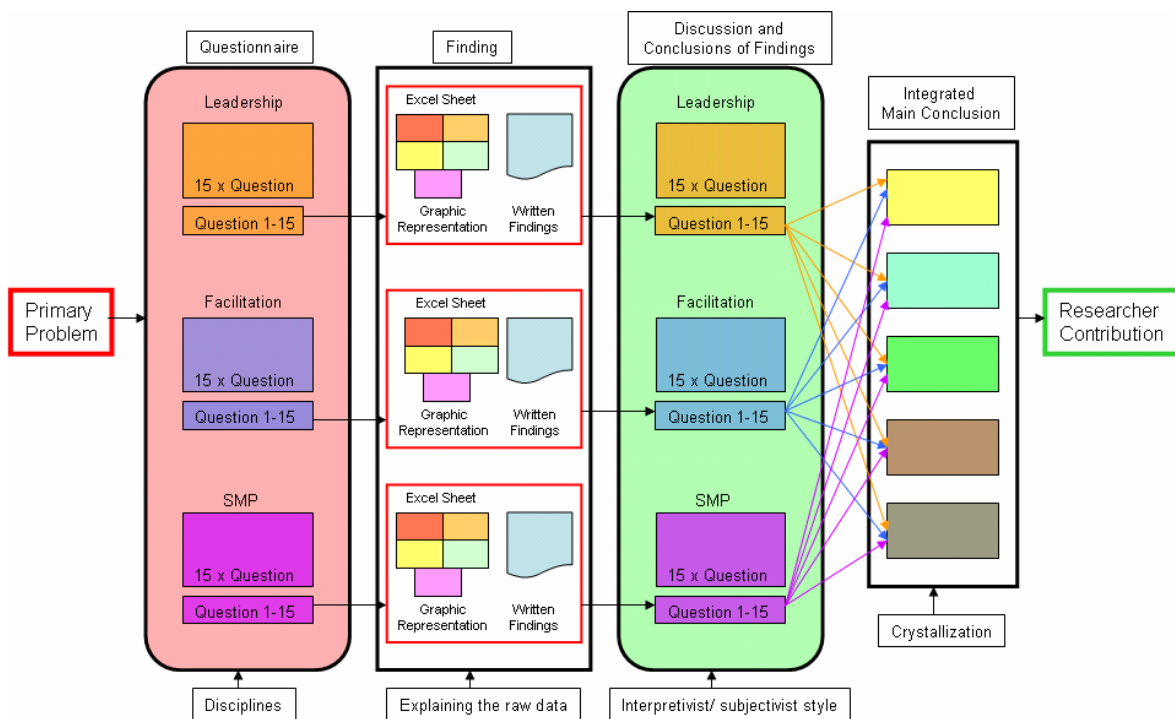 Questionnaire
Finding
Discussion and
Conclusions of Findings
Integrated
Main Conclusion
Primary
Problem
Leadership
15 x Question
Question 1-15
Facilitation
15 x Question
Question 1-15
SMP
15 x Question
Question 1-15
Excel Sheet
Graphic
Representation
Written
Findings
Excel Sheet
Graphic
Representation
Written
Findings
Excel Sheet
Graphic
Representation
Written
Findings
Leadership
15 x Question
Question 1-15
Facilitation
15 x Question
Question 1-15
SMP
15 x Question
Question 1-15
Researcher
Contribution
Crystallization
Disciplines
Explaining the raw data
Interpretivist/ subjectivist style